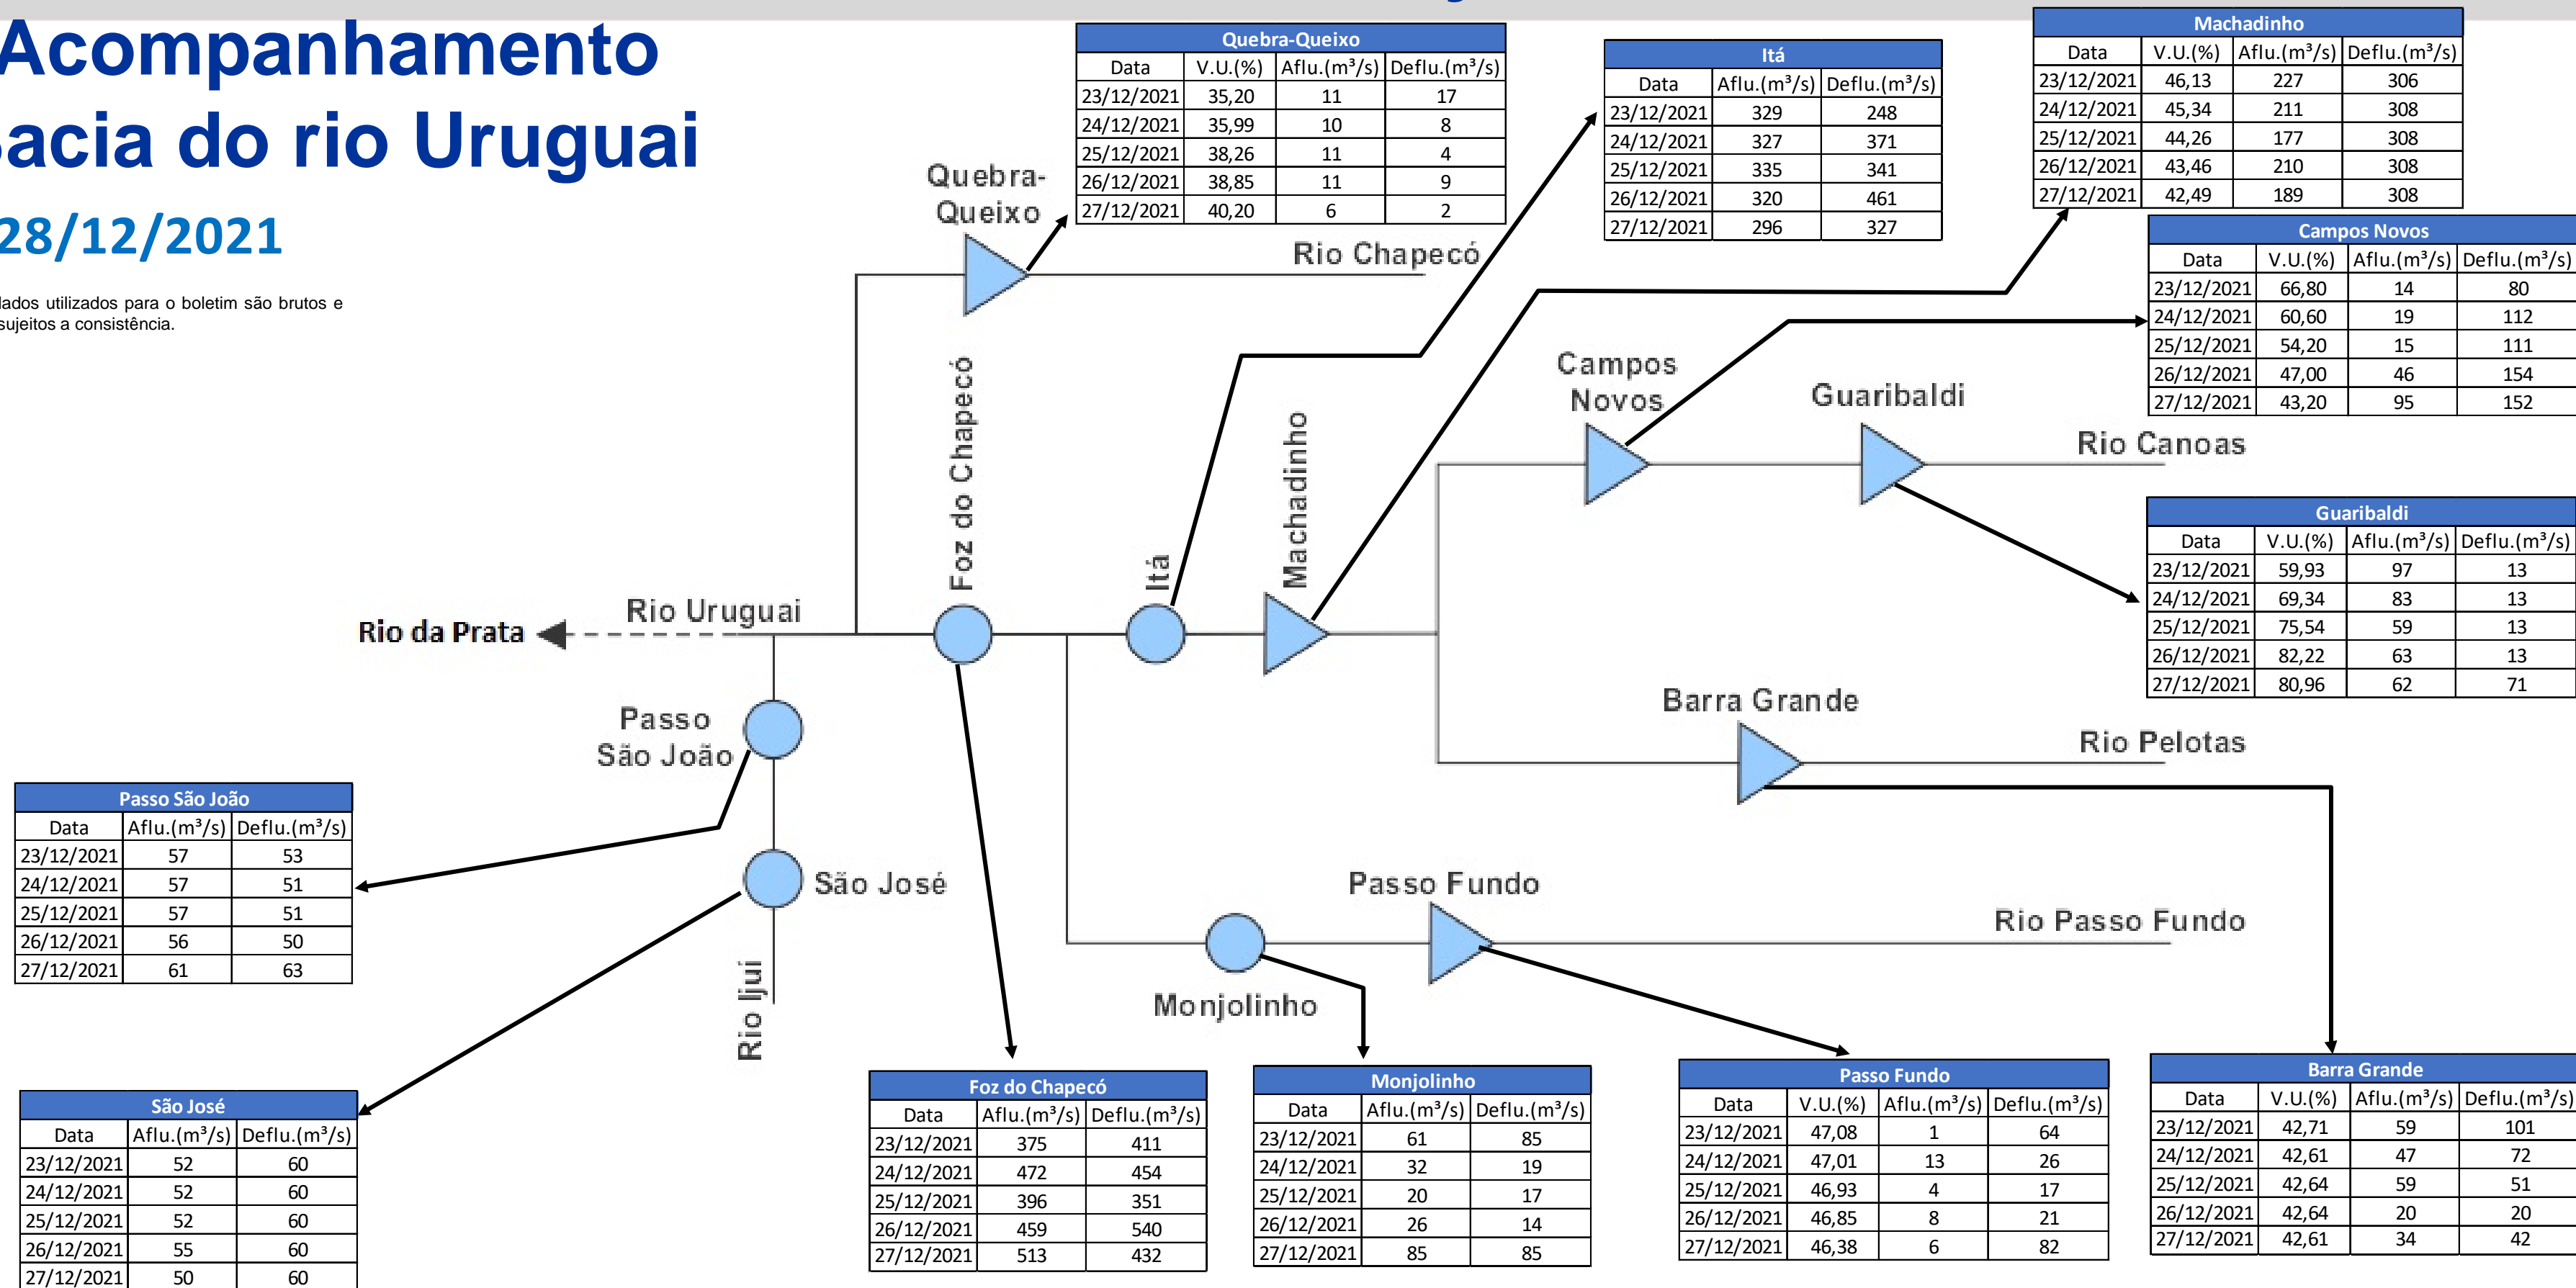 Acompanhamento
Bacia do rio Uruguai
28/12/2021
dados utilizados para o boletim são brutos e
sujeitos a consistência.
Quebra-Queixo
Data V.U.(%) Aflu.(m³/s) Deflu.(m³/s)
23/12/2021 35,20 11 17
24/12/2021 35,99 10 8
25/12/2021 38,26 11 4
26/12/2021 38,85 11 9
27/12/2021 40,20 6 2
Itá
Data Aflu.(m³/s) Deflu.(m³/s)
23/12/2021 329 248
24/12/2021 327 371
25/12/2021 335 341
26/12/2021 320 461
27/12/2021 296 327
Machadinho
Data V.U.(%) Aflu.(m³/s) Deflu.(m³/s)
23/12/2021 46,13 227 306
24/12/2021 45,34 211 308
25/12/2021 44,26 177 308
26/12/2021 43,46 210 308
27/12/2021 42,49 189 308
Campos Novos
Data V.U.(%) Aflu.(m³/s) Deflu.(m³/s)
23/12/2021 66,80 14 80
24/12/2021 60,60 19 112
25/12/2021 54,20 15 111
26/12/2021 47,00 46 154
27/12/2021 43,20 95 152
Guaribaldi
Data V.U.(%) Aflu.(m³/s) Deflu.(m³/s)
23/12/2021 59,93 97 13
24/12/2021 69,34 83 13
25/12/2021 75,54 59 13
26/12/2021 82,22 63 13
27/12/2021 80,96 62 71
Quebra-
Queixo
Rio Chapecó
Foz do Chapecó
Itá
Machadinho
Campos
Novos
Guaribaldi
Rio Canoas
Rio da Prata
Rio Uruguai
Barra Grande
Rio Pelotas
Passo
São João
São José
Rio Ijuí
Passo Fundo
Rio Passo Fundo
Monjolinho
Passo São João
Data Aflu.(m³/s) Deflu.(m³/s)
23/12/2021 57 53
24/12/2021 57 51
25/12/2021 57 51
26/12/2021 56 50
27/12/2021 61 63
São José
Data Aflu.(m³/s) Deflu.(m³/s)
23/12/2021 52 60
24/12/2021 52 60
25/12/2021 52 60
26/12/2021 55 60
27/12/2021 50 60
Foz do Chapecó
Data Aflu.(m³/s) Deflu.(m³/s)
23/12/2021 375 411
24/12/2021 472 454
25/12/2021 396 351
26/12/2021 459 540
27/12/2021 513 432
Monjolinho
Data Aflu.(m³/s) Deflu.(m³/s)
23/12/2021 61 85
24/12/2021 32 19
25/12/2021 20 17
26/12/2021 26 14
27/12/2021 85 85
Passo Fundo
Data V.U.(%) Aflu.(m³/s) Deflu.(m³/s)
23/12/2021 47,08 1 64
24/12/2021 47,01 13 26
25/12/2021 46,93 4 17
26/12/2021 46,85 8 21
27/12/2021 46,38 6 82
Barra Grande
Data V.U.(%) Aflu.(m³/s) Deflu.(m³/s)
23/12/2021 42,71 59 101
24/12/2021 42,61 47 72
25/12/2021 42,64 59 51
26/12/2021 42,64 20 20
27/12/2021 42,61 34 42